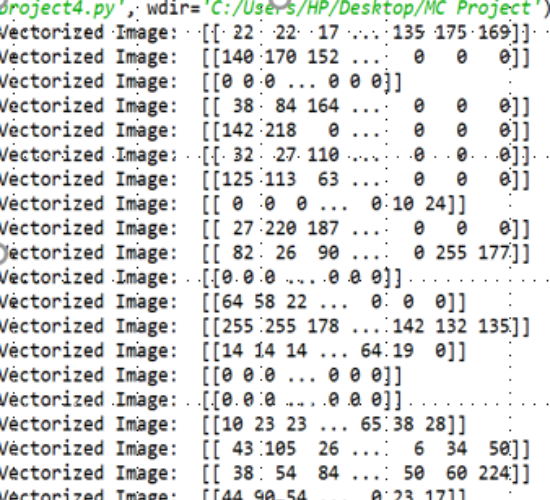 project4.py', wdir='C:/Users/HP/Desktop/MC Project')
Vectorized Image: [[ 22 22 17 ... 135 175 169]]
Vectorized Image: [[140 170 152 ... 0 0 0]]
Vectorized Image: [[0 0 0 ... 0 0 0]]
Vectorized Image: [[ 38 84 164 ... 0 0 0]]
Vectorized Image: [[142 218 0 ... 0 0 0]]
Vectorized Image: [[ 32 27 110 ... 0 0 0]]
Vectorized Image: [[125 113 63 ... 0 0 0]]
Vectorized Image: [[ 0 0 0 ... 0 10 24]]
Vectorized Image: [[ 27 220 187 ... 0 0 0]]
Vectorized Image: [[ 82 26 90 ... 0 255 177]]
Vectorized Image: [[0 0 0 ... 0 0 0]]
Vectorized Image: [[64 58 22 ... 0 0 0]]
Vectorized Image: [[255 255 178 ... 142 132 135]]
Vectorized Image: [[14 14 14 ... 64 19 0]]
Vectorized Image: [[0 0 0 ... 0 0 0]]
Vectorized Image: [[0 0 0 ... 0 0 0]]
Vectorized Image: [[10 23 23 ... 65 38 28]]
Vectorized Image: [[ 43 105 26 ... 6 34 50]]
Vectorized Image: [[ 38 54 84 ... 50 60 224]]
Vectorized Image: [[44 90 54 ... 0 23 17]]